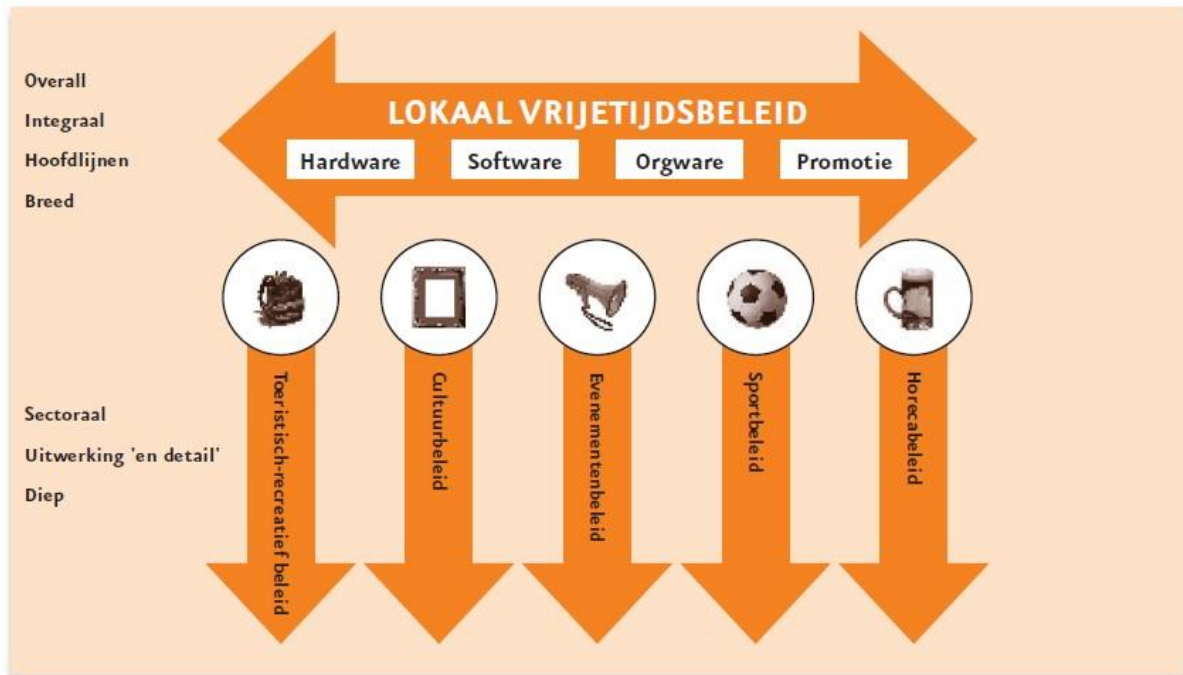 Overall
Integraal
Hoofdlijnen
Breed
LOKAAL VRIJETIJDSBELEID
Hardware
Software
Orgware
Promotie
Sectoraal
Uitwerking 'en detail'
Diep
Toeristisch-recreatief beleid
Cultuurbeleid
Evenementenbeleid
Sportbeleid
Horecabeleid